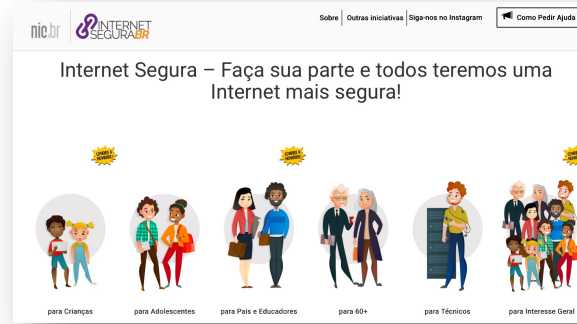 nic.br
INTERNET
SEGURABR
Sobre
Outras iniciativas
Siga-nos no Instagram
Como Pedir Ajuda
Internet Segura – Faça sua parte e todos teremos uma
Internet mais segura!
para Crianças
para Adolescentes
para Pais e Educadores
para 60+
para Técnicos
para Interesse Geral